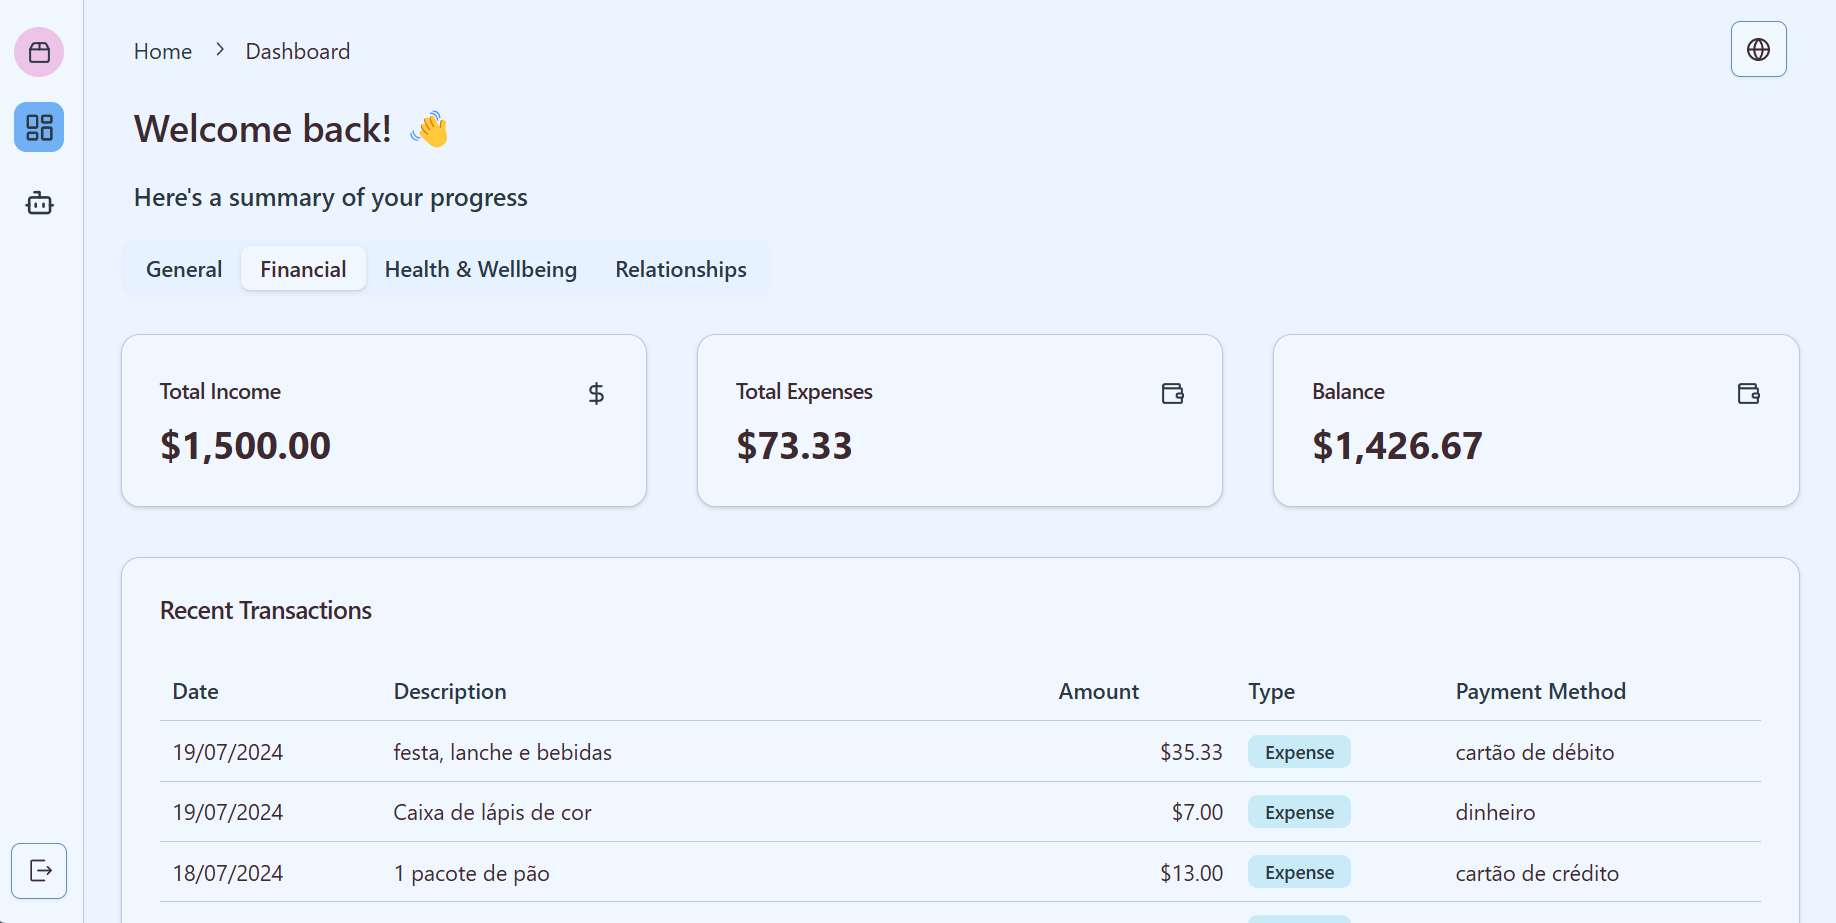 Home > Dashboard
Welcome back! 👋
Here's a summary of your progress
General Financial Health & Wellbeing Relationships
Total Income $ Total Expenses Balance
$1,500.00 $73.33 $1,426.67
Recent Transactions
Date Description Amount Type Payment Method
19/07/2024 festa, lanche e bebidas $35.33 Expense cartão de débito
19/07/2024 Caixa de lápis de cor $7.00 Expense dinheiro
18/07/2024 1 pacote de pão $13.00 Expense cartão de crédito